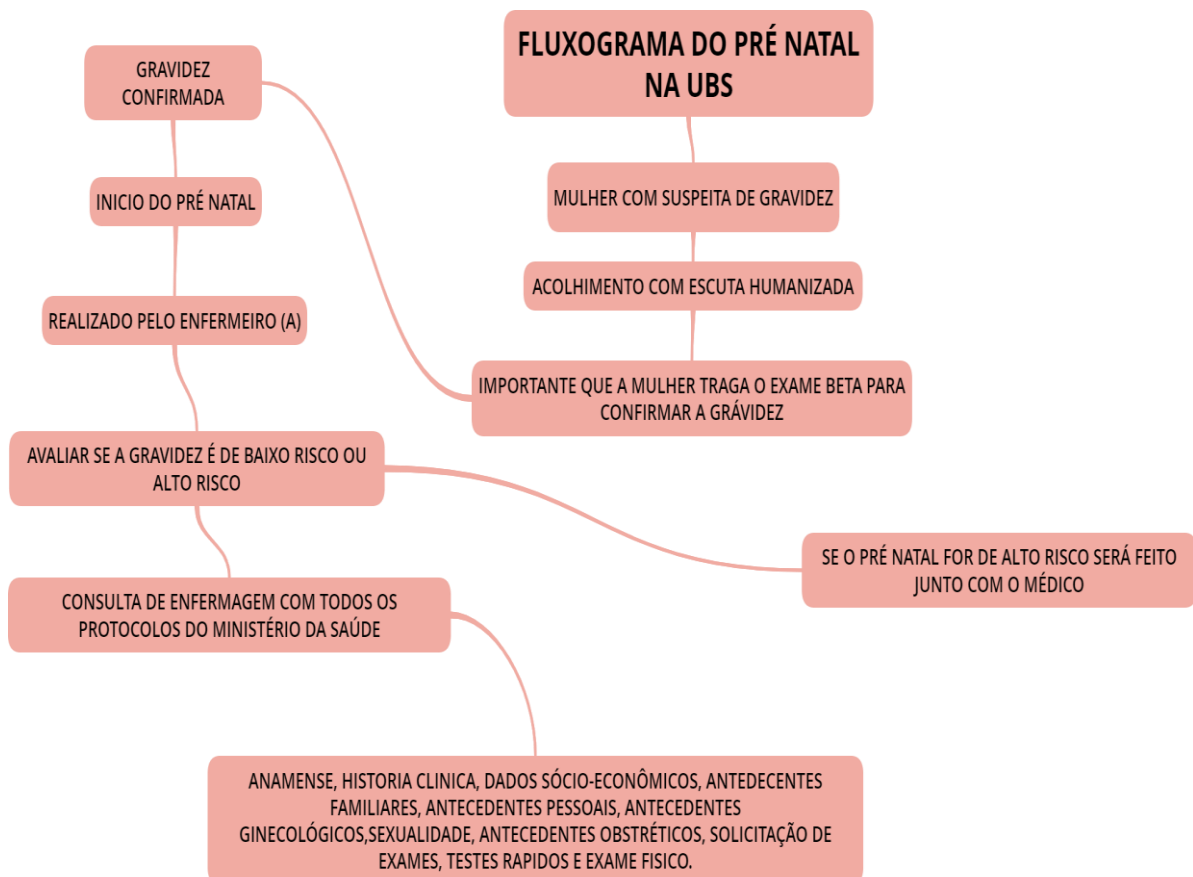 FLUXOGRAMA DO PRÉ NATAL
NA UBS
MULHER COM SUSPEITA DE GRAVIDEZ
ACOLHIMENTO COM ESCUTA HUMANIZADA
IMPORTANTE QUE A MULHER TRAGA O EXAME BETA PARA
CONFIRMAR A GRÁVIDEZ
GRAVIDEZ
CONFIRMADA
INICIO DO PRÉ NATAL
REALIZADO PELO ENFERMEIRO (A)
AVALIAR SE A GRAVIDEZ É DE BAIXO RISCO OU
ALTO RISCO
SE O PRÉ NATAL FOR DE ALTO RISCO SERÁ FEITO
JUNTO COM O MÉDICO
CONSULTA DE ENFERMAGEM COM TODOS OS
PROTOCOLOS DO MINISTÉRIO DA SAÚDE
ANAMENSE, HISTORIA CLINICA, DADOS SÓCIO-ECONÔMICOS, ANTEDECENTES
FAMILIARES, ANTECEDENTES PESSOAIS, ANTECEDENTES
GINECOLÓGICOS,SEXUALIDADE, ANTECEDENTES OBSTRÉTICOS, SOLICITAÇÃO DE
EXAMES, TESTES RAPIDOS E EXAME FISICO.